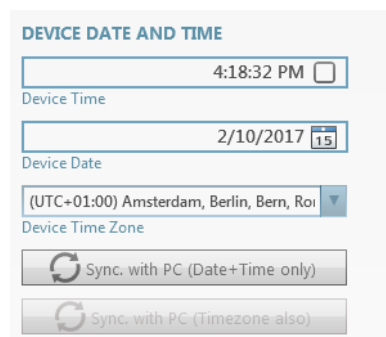 DEVICE DATE AND TIME
4:18:32 PM
Device Time
2/10/2017 15
Device Date
(UTC+01:00) Amsterdam, Berlin, Bern, Ro
Device Time Zone
Sync. with PC (Date+Time only)
Sync. with PC (Timezone also)